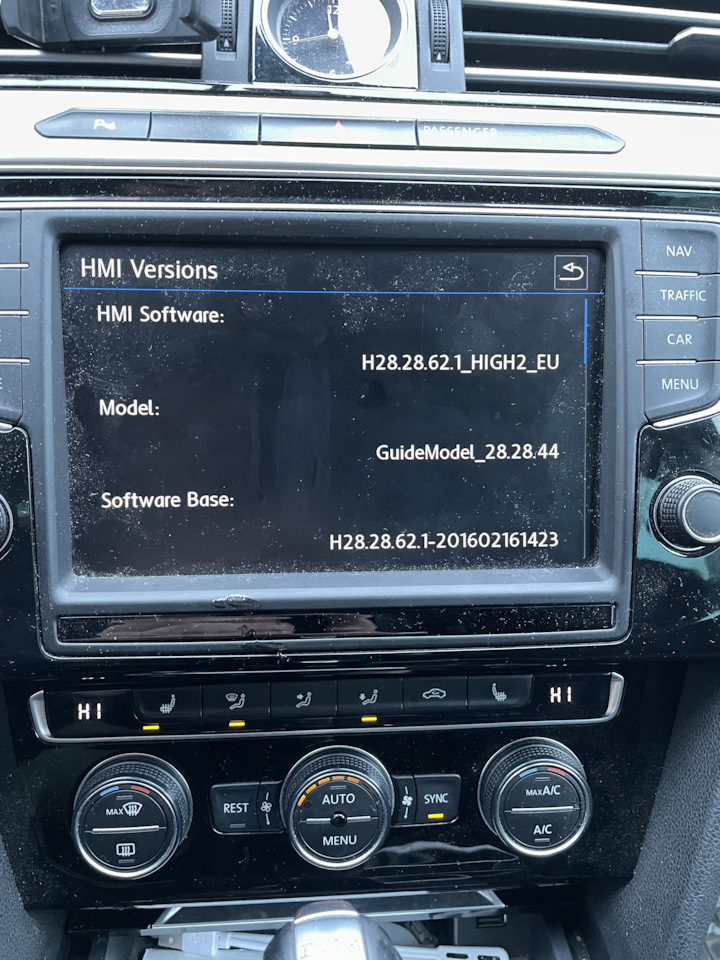 12
PASSENGER
HMI Versions
NAV
HMI Software:
TRAFFIC
H28.28.62.1_HIGH2_EU
CAR
MENU
Model:
GuideModel_28.28.44
Software Base:
H28.28.62.1-201602161423
HI
HI
MAX
REST
AUTO
MENU
SYNC
MAX A/C
A/C